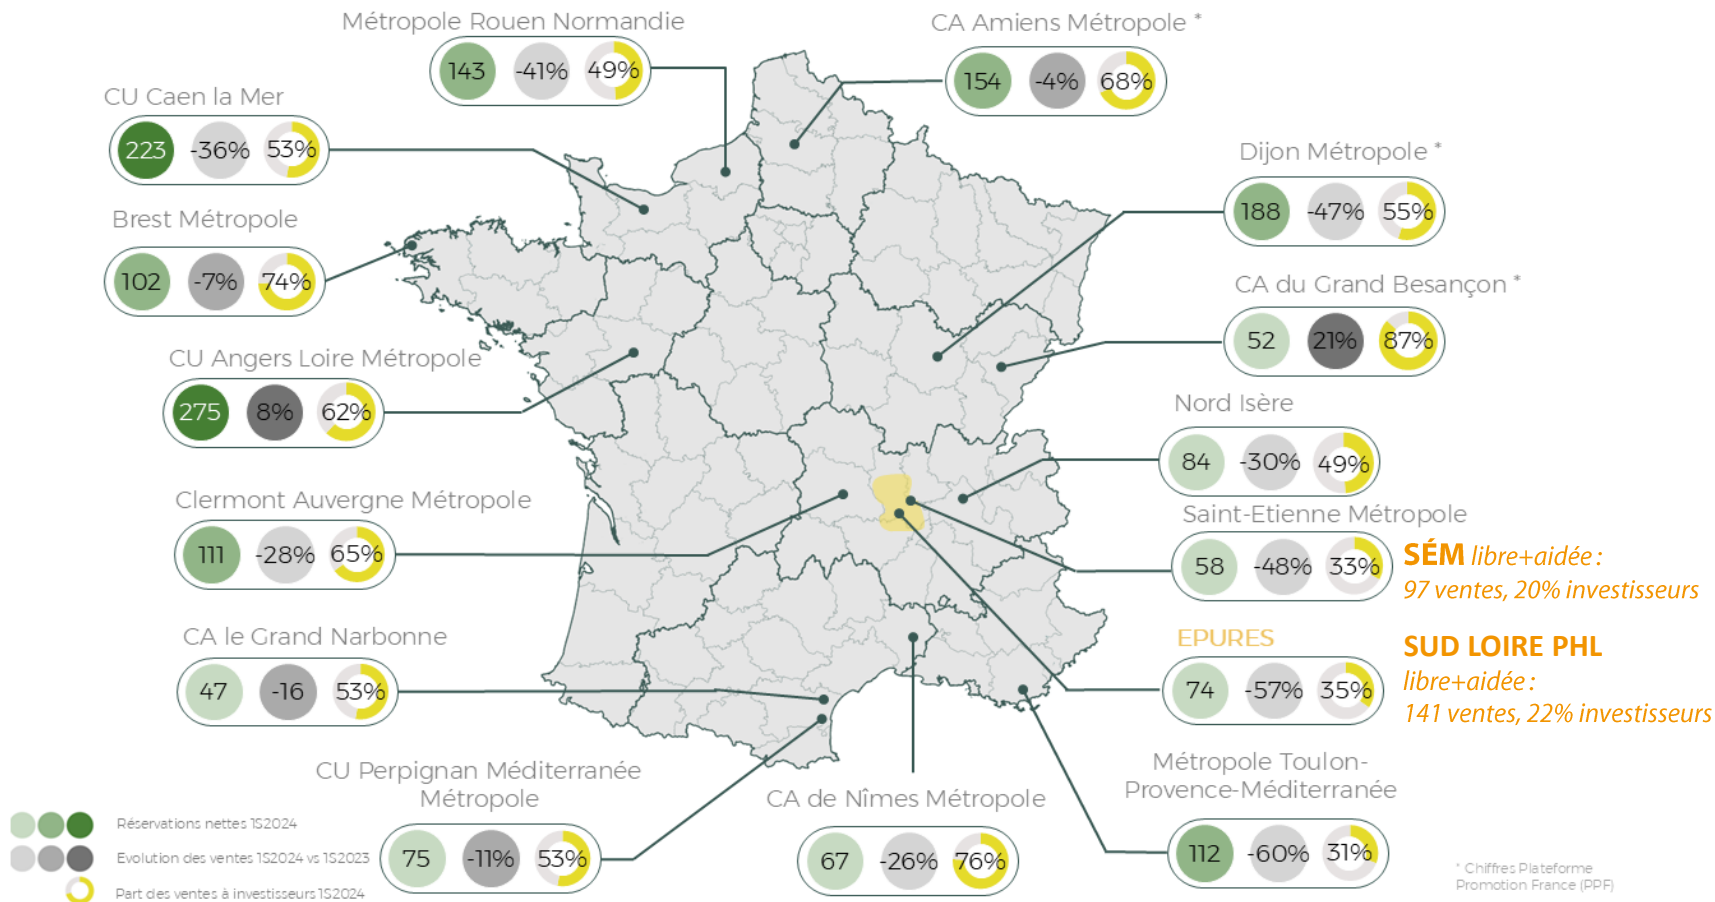 Métropole Rouen Normandie
143 -41% 49%
CA Amiens Métropole *
154 -4% 68%
CU Caen la Mer
223 -36% 53%
Dijon Métropole *
188 -47% 55%
Brest Métropole
102 -7% 74%
CA du Grand Besançon *
52 21% 87%
CU Angers Loire Métropole
275 8% 62%
Nord Isère
84 -30% 49%
Clermont Auvergne Métropole
111 -28% 65%
Saint-Etienne Métropole
58 -48% 33%
SÉM libre+aidée :
97 ventes, 20% investisseurs
CA le Grand Narbonne
47 -16 53%
EPURES
74 -57% 35%
SUD LOIRE PHL
libre+aidée :
141 ventes, 22% investisseurs
CU Perpignan Méditerranée
Métropole
75 -11% 53%
CA de Nîmes Métropole
67 -26% 76%
Métropole Toulon-
Provence-Méditerranée
112 -60% 31%
Réservations nettes 1S2024
Evolution des ventes 1S2024 vs 1S2023
Part des ventes à investisseurs 1S2024
* Chiffres Plateforme
Promotion France (PPF)